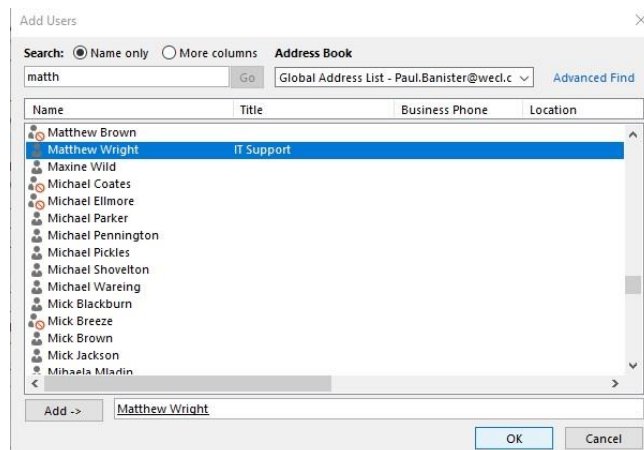 Add Users
Search: Name only More columns Address Book
matth Go Global Address List - Paul.Banister@wecl.c Advanced Find
Name Title Business Phone Location
Matthew Brown
Matthew Wright IT Support
Maxine Wild
Michael Coates
Michael Ellmore
Michael Parker
Michael Pennington
Michael Pickles
Michael Shovelton
Michael Wareing
Mick Blackburn
Mick Breeze
Mick Brown
Mick Jackson
Mihaela Mladin
Add -> Matthew Wright
OK Cancel